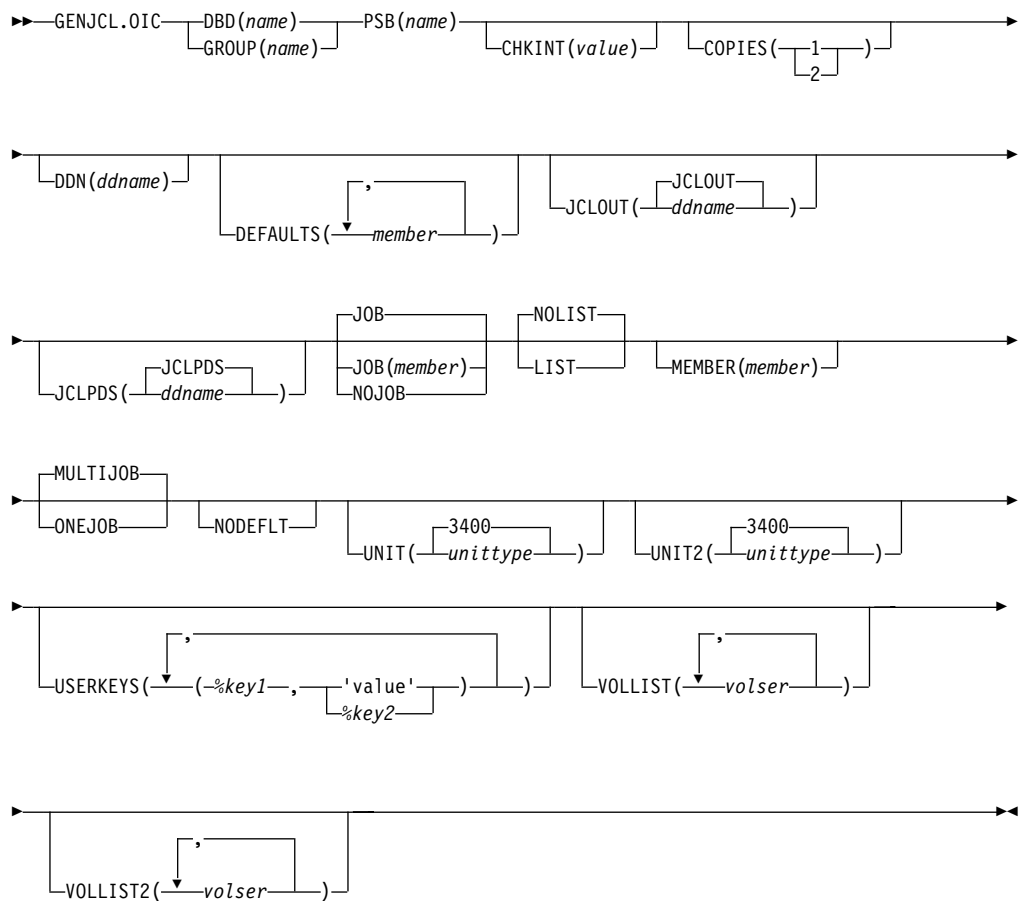 GENJCL.OIC DBD(name) PSB(name)
GROUP(name) CHKINT(value) COPIES( 1 )
2
DDN(ddname) , JCLOUT
DEFAULTS( member ) JCLOUT( ddname )
JOB NOLIST
JCLPDS JOB(member) LIST MEMBER(member)
JCLPDS( ddname ) NOJOB
MULTIJOB
ONEJOB NODEFLT 3400 3400
UNIT( unittype ) UNIT2( unittype )
, ,
USERKEYS( ( %key1 , 'value' ) ) VOLLIST( volser )
%key2
,
VOLLIST2( volser )